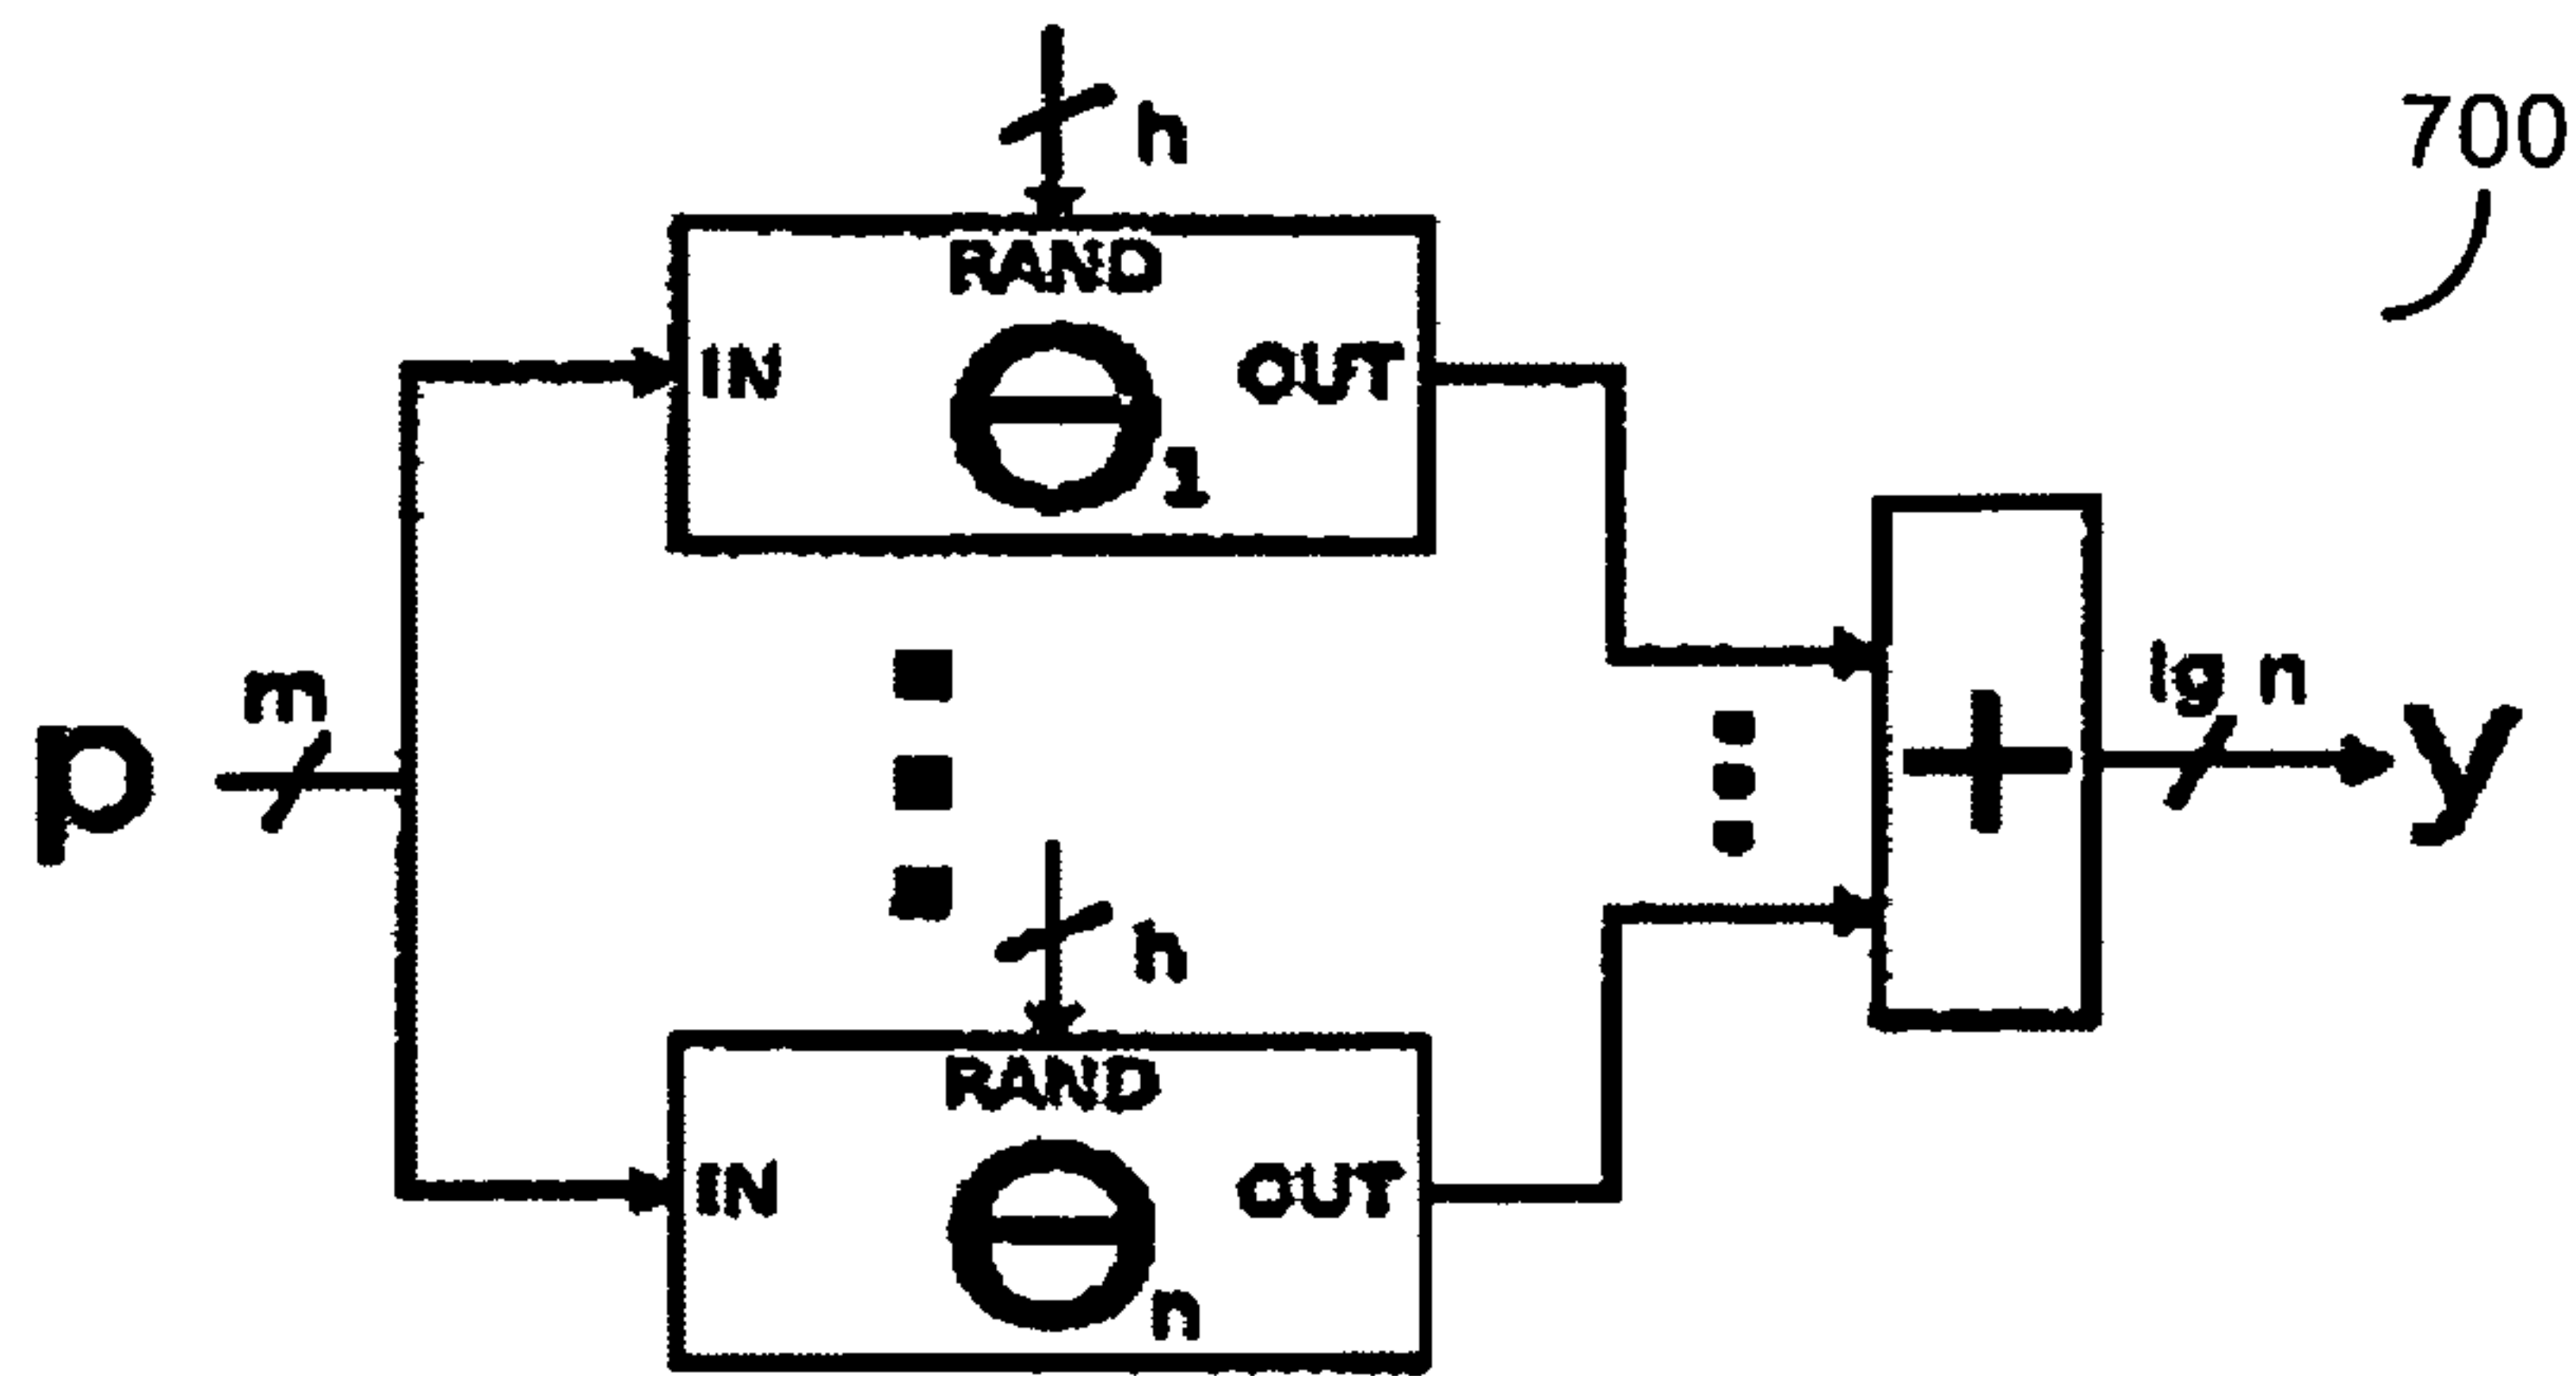 700
h
RAND
IN
OUT
Θ1
m
p
+
lg n
y
h
RAND
IN
OUT
Θn